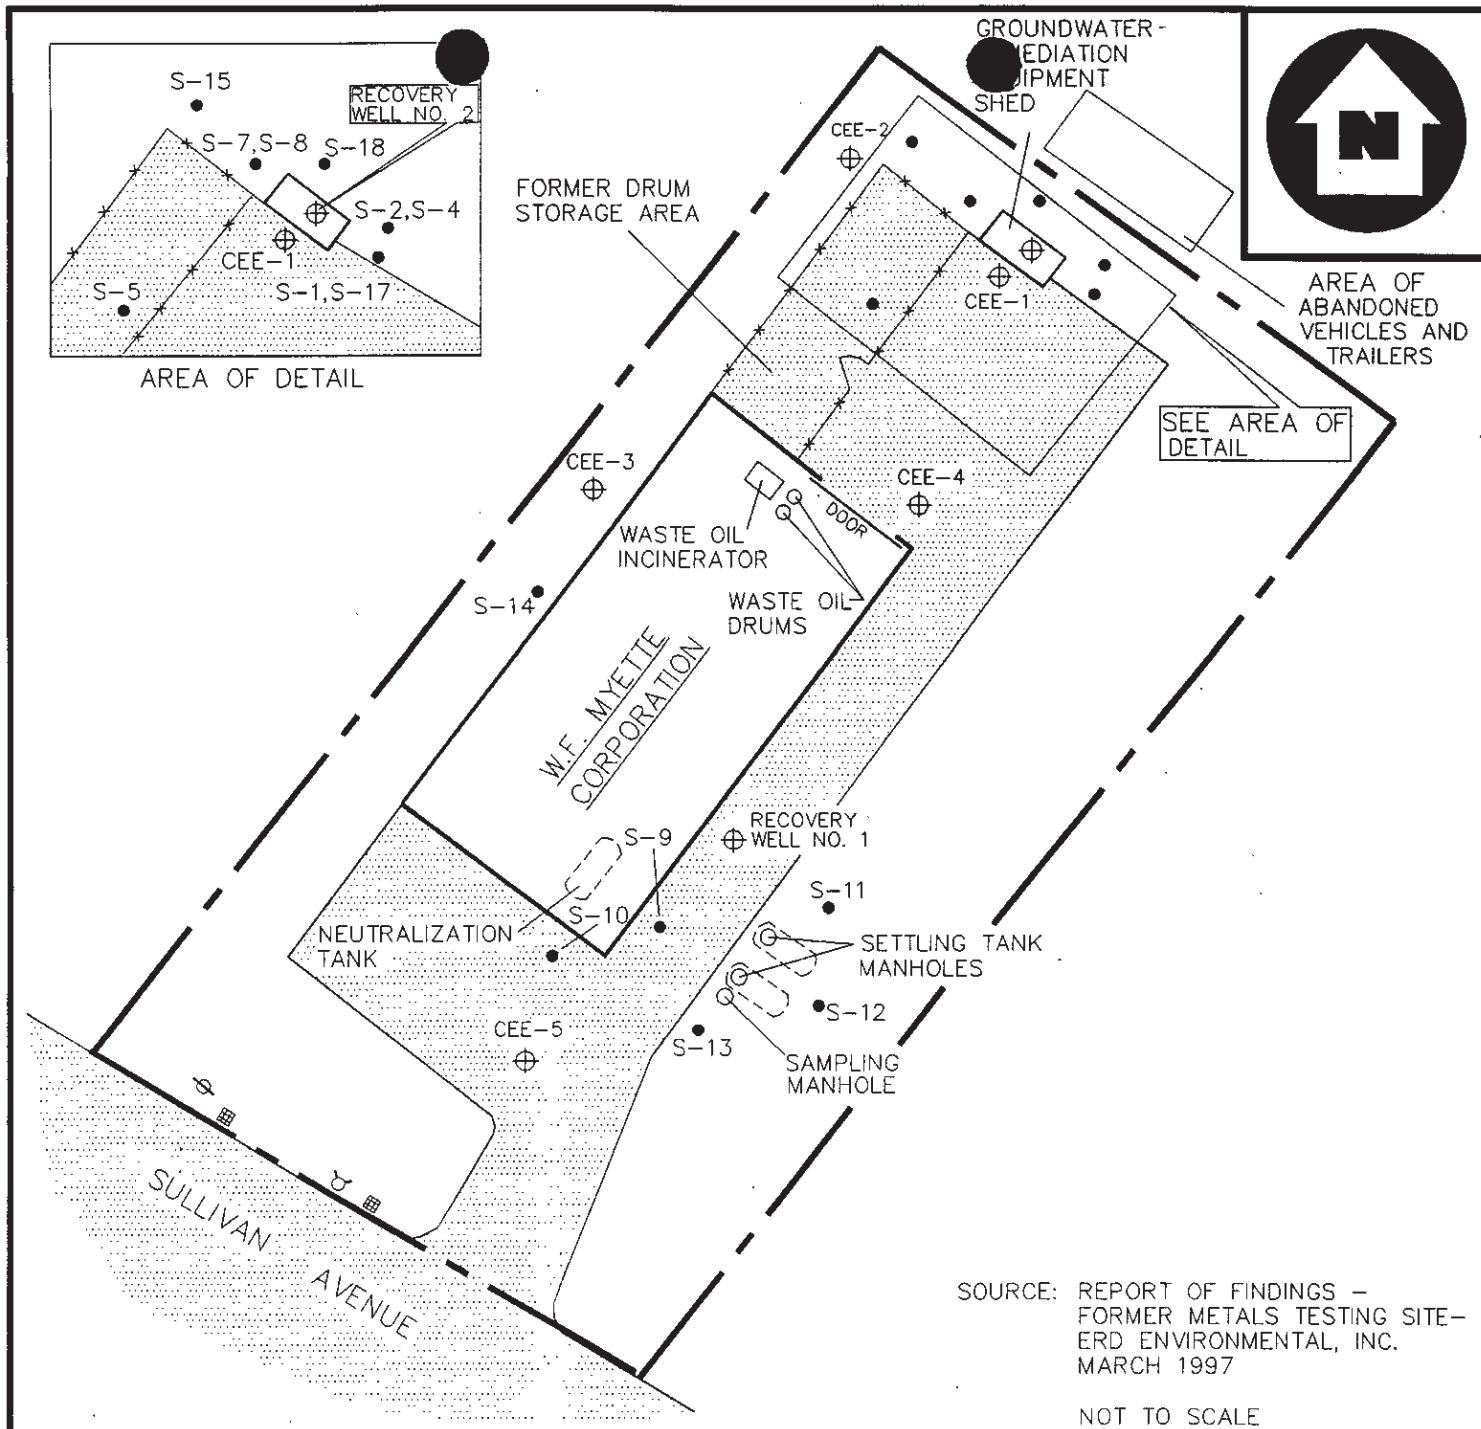 S-15
RECOVERY
WELL NO. 2
S-7,S-8
S-18
S-2,S-4
CEE-1
S-1,S-17
S-5
AREA OF DETAIL
GROUNDWATER-
SHED
N
CEE-2
FORMER DRUM
STORAGE AREA
CEE-1
AREA OF
ABANDONED
VEHICLES AND
TRAILERS
SEE AREA OF
DETAIL
CEE-3
CEE-4
DOOR
WASTE OIL
INCINERATOR
WASTE OIL
DRUMS
S-14
W.F. MYETTE
CORPORATION
RECOVERY
WELL NO. 1
S-9
S-11
S-10
NEUTRALIZATION
TANK
SETTLING TANK
MANHOLES
S-12
CEE-5
S-13
SAMPLING
MANHOLE
SULLIVAN AVENUE
SOURCE: REPORT OF FINDINGS -
FORMER METALS TESTING SITE-
ERD ENVIRONMENTAL, INC.
MARCH 1997
NOT TO SCALE